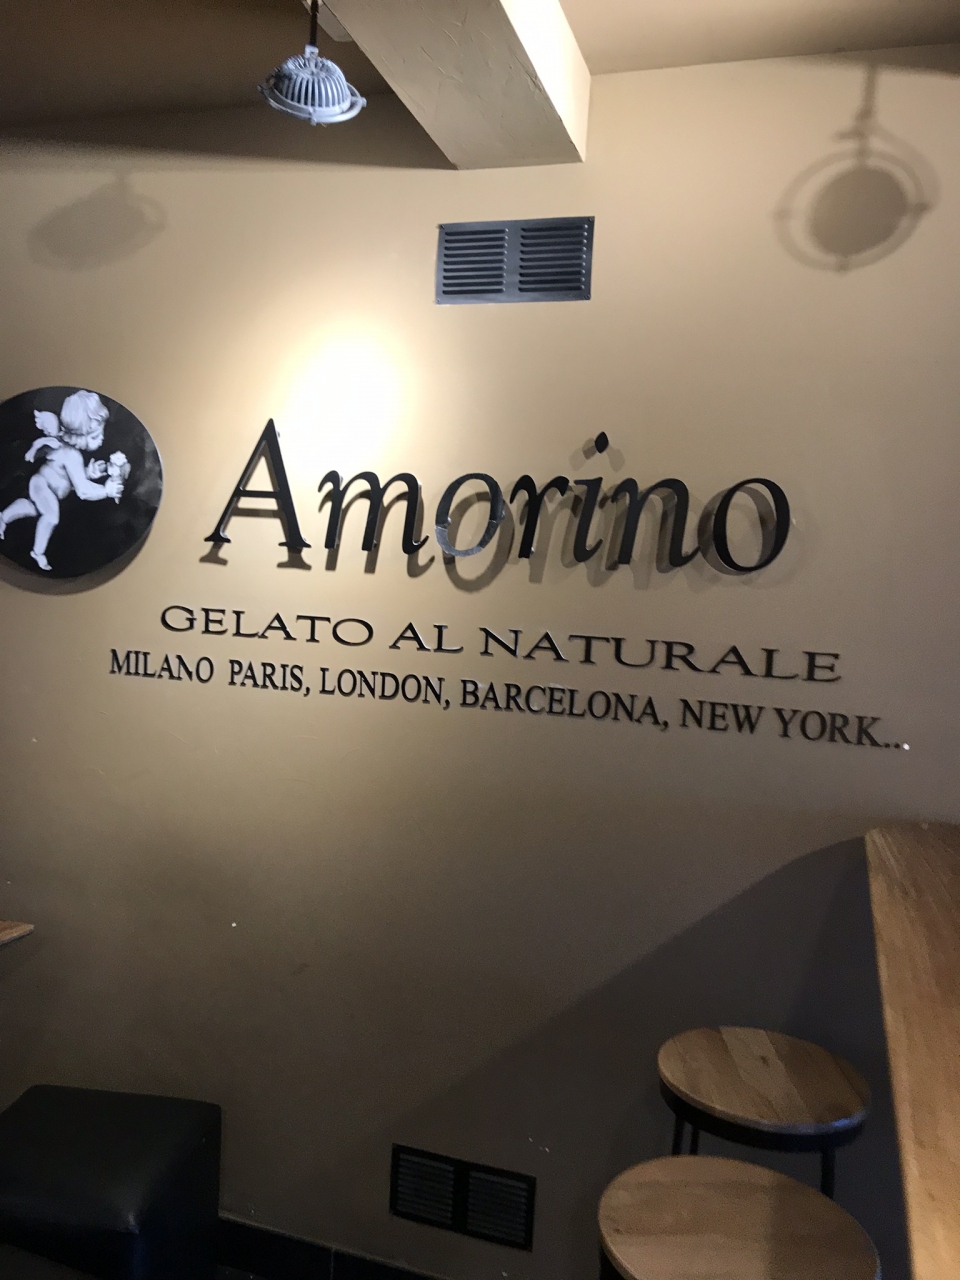 Amorino
GELATO AL NATURALE
MILANO PARIS, LONDON, BARCELONA, NEW YORK...